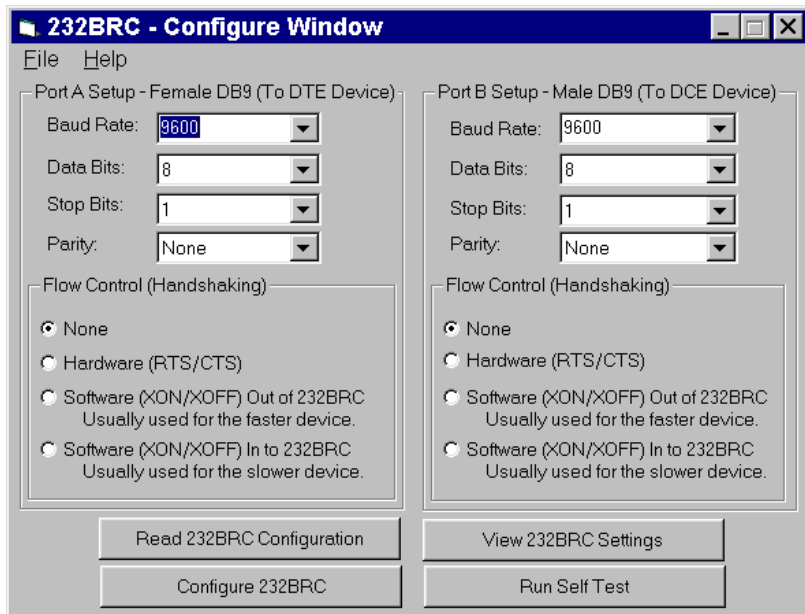 232BRC - Configure Window
File Help
Port A Setup - Female DB9 (To DTE Device)
Baud Rate: 9600
Data Bits: 8
Stop Bits: 1
Parity: None
Flow Control (Handshaking)
None
Hardware (RTS/CTS)
Software (XON/XOFF) Out of 232BRC
Usually used for the faster device.
Software (XON/XOFF) In to 232BRC
Usually used for the slower device.
Port B Setup - Male DB9 (To DCE Device)
Baud Rate: 9600
Data Bits: 8
Stop Bits: 1
Parity: None
Flow Control (Handshaking)
None
Hardware (RTS/CTS)
Software (XON/XOFF) Out of 232BRC
Usually used for the faster device.
Software (XON/XOFF) In to 232BRC
Usually used for the slower device.
Read 232BRC Configuration
View 232BRC Settings
Configure 232BRC
Run Self Test